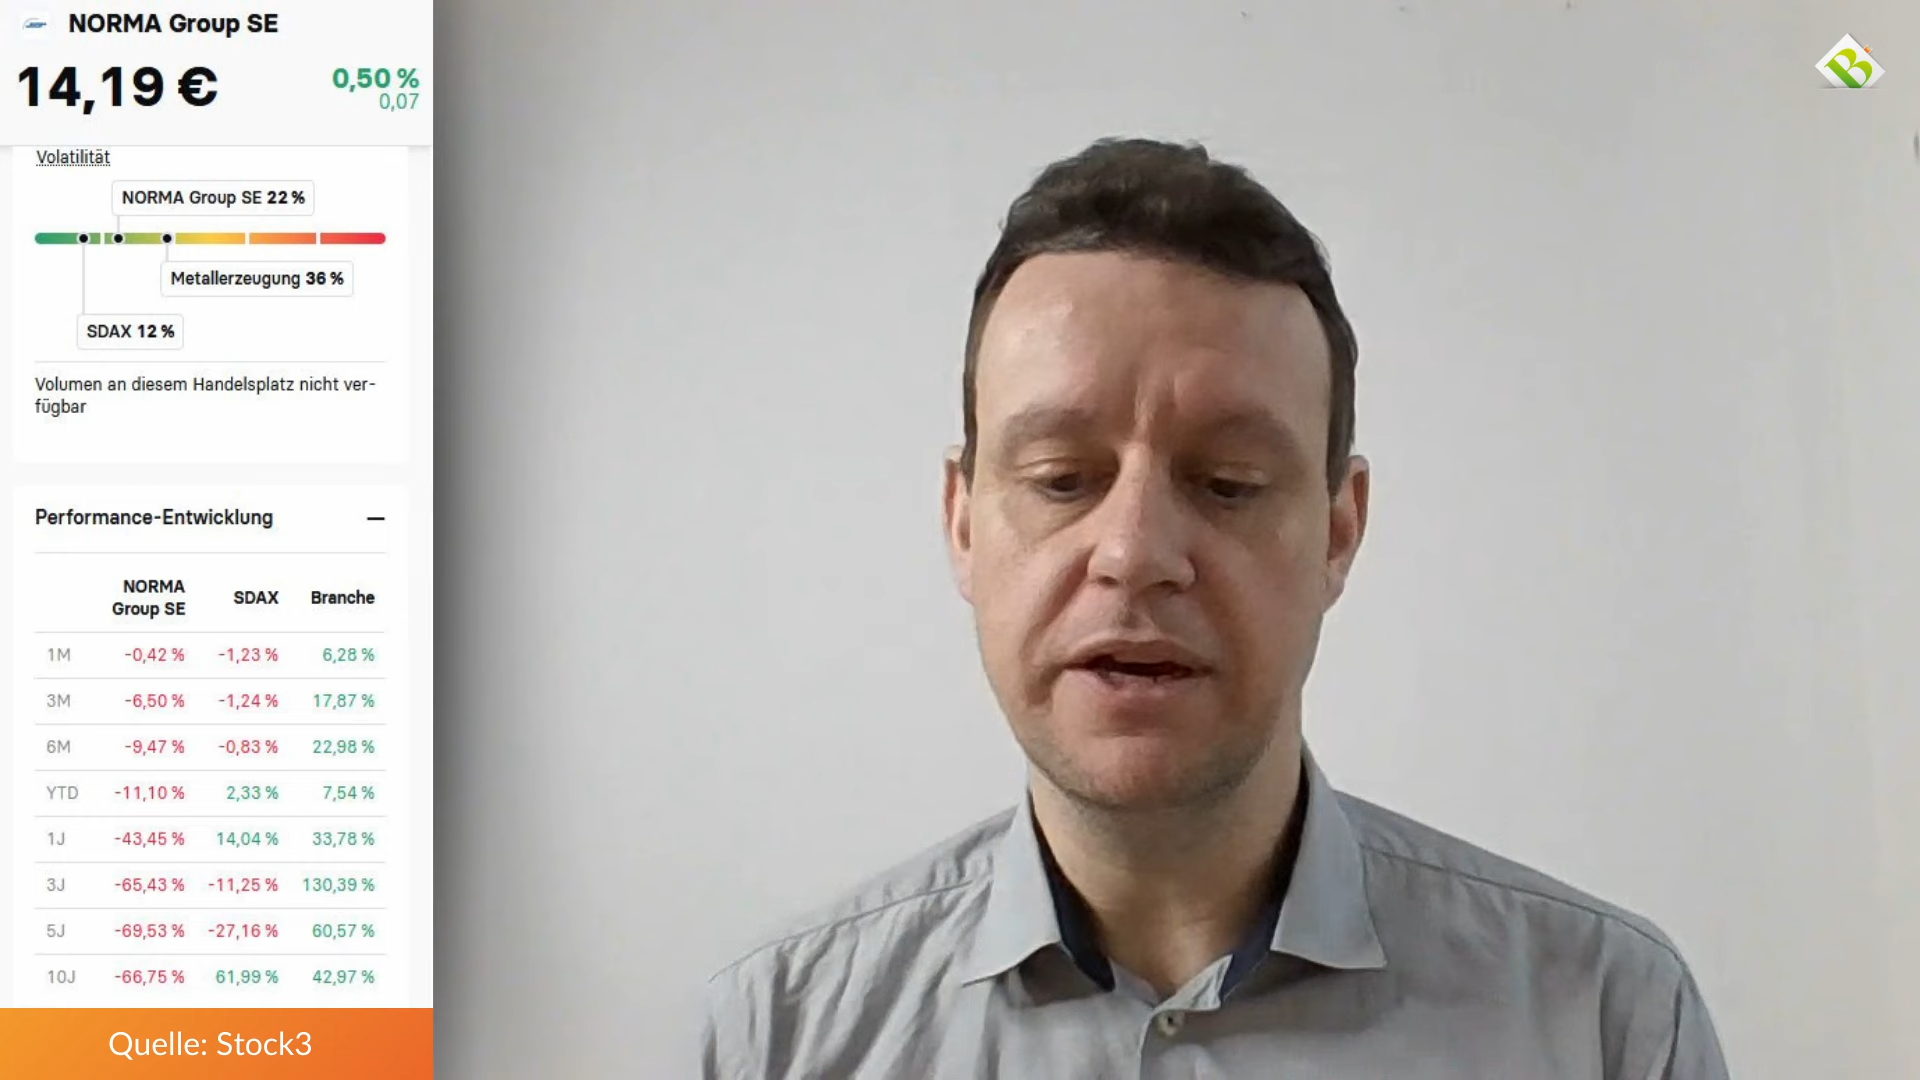 NORMA Group SE
14,19 €
0,50 %
0,07
Volatilität
NORMA Group SE 22 %
Metallerzeugung 36 %
SDAX 12 %
Volumen an diesem Handelsplatz nicht ver-
fügbar
Performance-Entwicklung
NORMA
Group SE SDAX Branche
1M -0,42 % -1,23 % 6,28 %
3M -6,50 % -1,24 % 17,87 %
6M -9,47 % -0,83 % 22,98 %
YTD -11,10 % 2,33 % 7,54 %
1J -43,45 % 14,04 % 33,78 %
3J -65,43 % -11,25 % 130,39 %
5J -69,53 % -27,16 % 60,57 %
10J -66,75 % 61,99 % 42,97 %
Quelle: Stock3
B